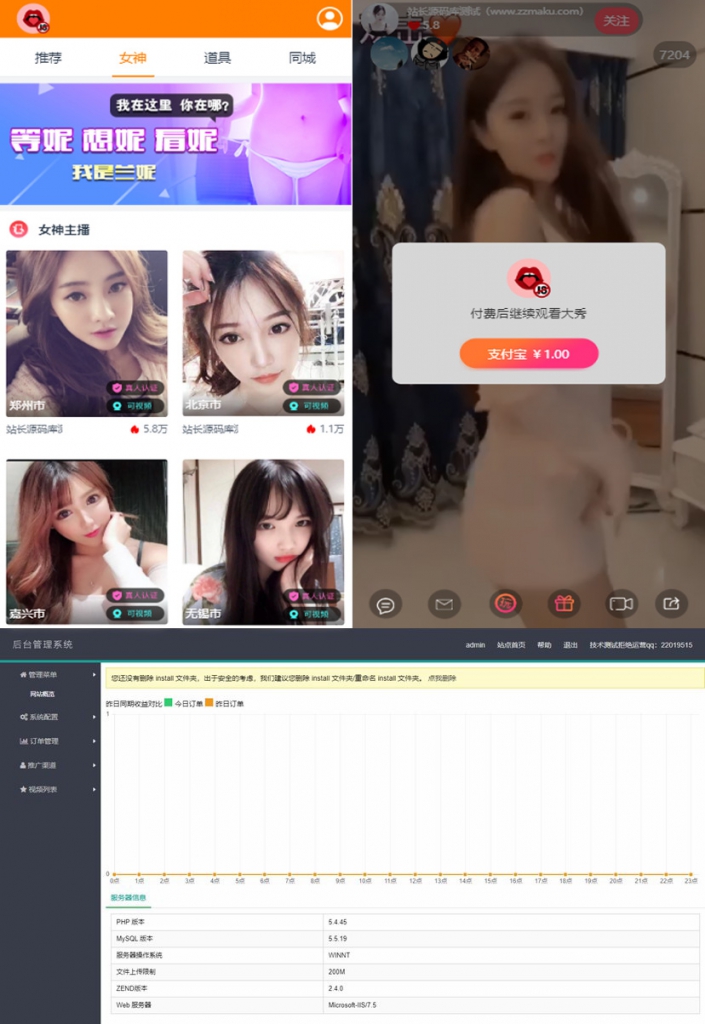 推荐 女神 道具 同城
我在这里 你在哪?
等妮 想妮 看妮
我是兰妮
女神主播
真人认证
可视频
郑州市
站长源码库
5.8万
真人认证
可视频
北京市
站长源码库
1.1万
真人认证
可视频
嘉兴市
真人认证
可视频
无锡市
站长源码库测试（www.zzmaku.com）
5.8
关注
7204
18
付费后继续观看大秀
支付宝 ￥1.00
后台管理系统
admin 站点首页 帮助 退出 技术测试拒绝运营qq：22019515
管理菜单
网站概览
系统配置
订单管理
推广渠道
视频列表
您还没有删除 install 文件夹，出于安全的考虑，我们建议您删除 install 文件夹/重命名 install 文件夹。 点我删除
昨日同期收益对比 今日订单 昨日订单
1
0
0点 1点 2点 3点 4点 5点 6点 7点 8点 9点 10点 11点 12点 13点 14点 15点 16点 17点 18点 19点 20点 21点 22点 23点
服务器信息
PHP 版本 5.4.45
MySQL 版本 5.5.19
服务器操作系统 WINNT
文件上传限制 200M
ZEND版本 2.4.0
Web 服务器 Microsoft-IIS/7.5